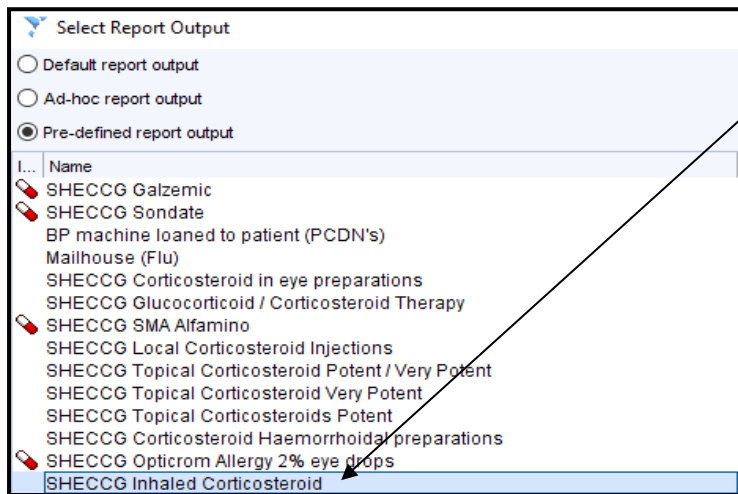 Select Report Output
Default report output
Ad-hoc report output
Pre-defined report output
I... Name
SHECCG Galzemic
SHECCG Sondate
BP machine loaned to patient (PCDN's)
Mailhouse (Flu)
SHECCG Corticosteroid in eye preparations
SHECCG Glucocorticoid / Corticosteroid Therapy
SHECCG SMA Alfamino
SHECCG Local Corticosteroid Injections
SHECCG Topical Corticosteroid Potent / Very Potent
SHECCG Topical Corticosteroid Very Potent
SHECCG Topical Corticosteroids Potent
SHECCG Corticosteroid Haemorrhoidal preparations
SHECCG Opticrom Allergy 2% eye drops
SHECCG Inhaled Corticosteroid